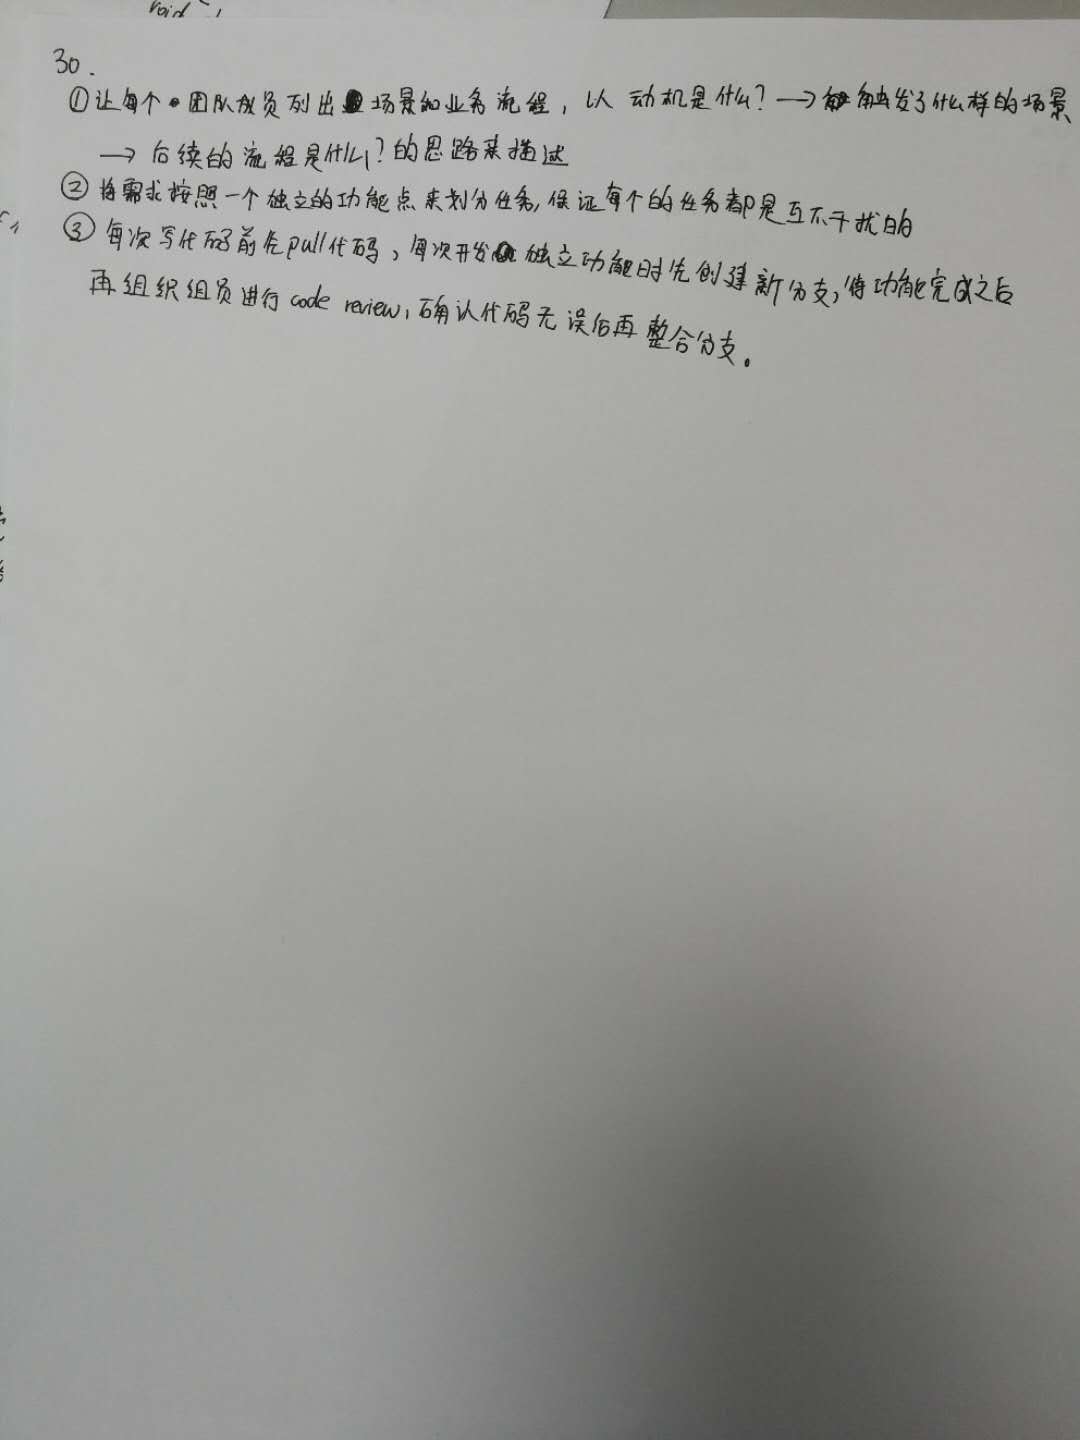 void
30.
①让每个团队成员列出场景和业务流程，以 动机是什么？→触发了什么样的场景
→ 后续的流程是什么？的思路来描述
② 将需求按照一个独立的功能点来划分任务，保证每个的任务都是互不干扰的
③ 每次写代码前先pull代码，每次开发独立功能时先创建新分支，待功能完成之后
再组织组员进行code review，确认代码无误后再整合分支。